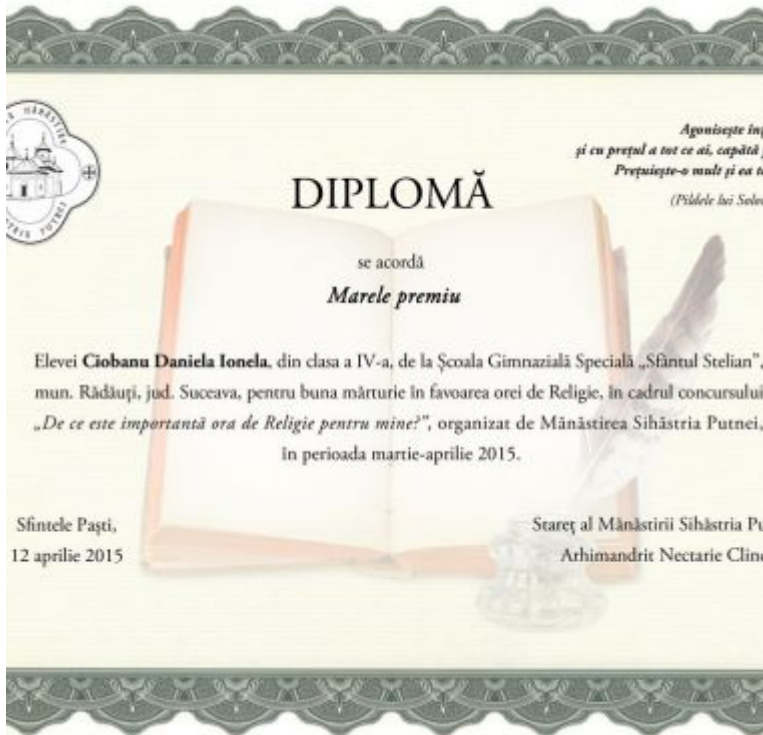 MĂNĂSTIRE
PUTNEI
Agonisește
și cu prețul a tot ce ai, capătă
Prețuiește-o mult și ea
(Pildele lui
DIPLOMĂ
se acordă
Marele premiu
Elevei Ciobanu Daniela Ionela, din clasa a IV-a, de la Școala Gimnazială Specială „Sfântul Stelian”,
mun. Rădăuți, jud. Suceava, pentru buna mărturie în favoarea orei de Religie, în cadrul concursului
„De ce este importantă ora de Religie pentru mine?”, organizat de Mănăstirea Sihăstria Putnei,
în perioada martie-aprilie 2015.
Sfintele Paști,
12 aprilie 2015
Stareț al Mănăstirii Sihăstria
Arhimandrit Nectarie